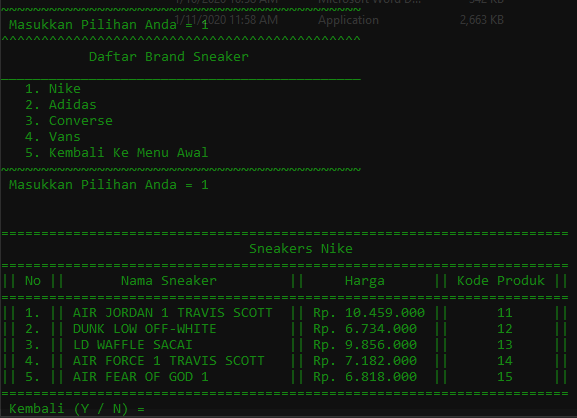 1/11/2020 11:58 AM Application 2,663 KB
~~~~~~~~~~~~~~~~~~~~~~~~~~~~~~~~~~~~~~~~~~~~~
Masukkan Pilihan Anda = 1
^^^^^^^^^^^^^^^^^^^^^^^^^^^^^^^^^^^^^^^^^^^^^
Daftar Brand Sneaker
_____________________________________________
1. Nike
2. Adidas
3. Converse
4. Vans
5. Kembali Ke Menu Awal
~~~~~~~~~~~~~~~~~~~~~~~~~~~~~~~~~~~~~~~~~~~~~
Masukkan Pilihan Anda = 1
=======================================================================
Sneakers Nike
=======================================================================
|| No || Nama Sneaker || Harga || Kode Produk ||
=======================================================================
|| 1. || AIR JORDAN 1 TRAVIS SCOTT || Rp. 10.459.000 || 11 ||
|| 2. || DUNK LOW OFF-WHITE || Rp. 6.734.000 || 12 ||
|| 3. || LD WAFFLE SACAI || Rp. 9.856.000 || 13 ||
|| 4. || AIR FORCE 1 TRAVIS SCOTT || Rp. 7.182.000 || 14 ||
|| 5. || AIR FEAR OF GOD 1 || Rp. 6.818.000 || 15 ||
=======================================================================
Kembali (Y / N) =